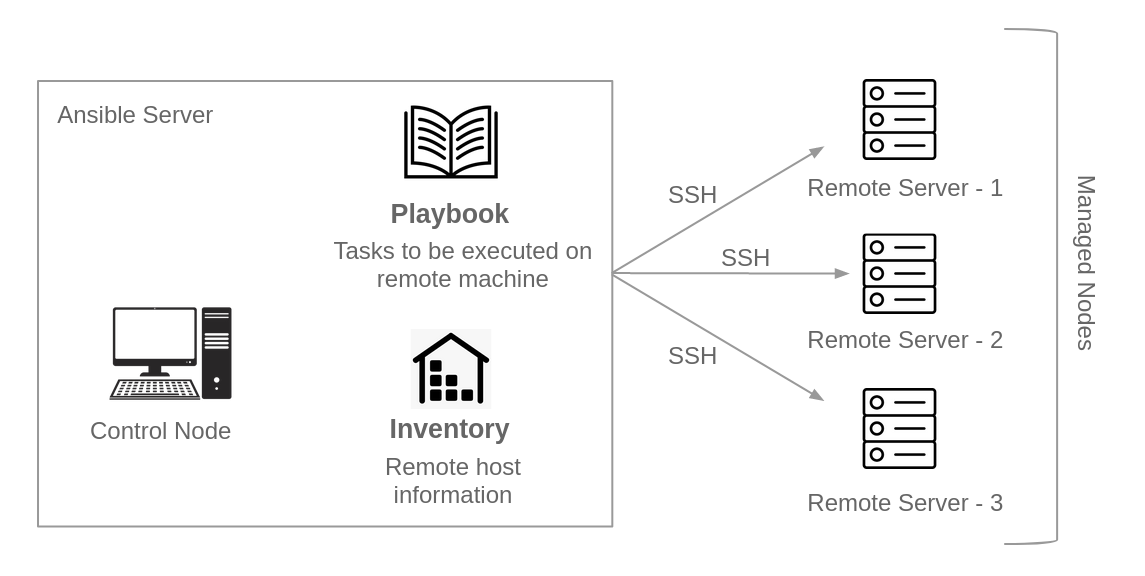 Ansible Server
Playbook
Tasks to be executed on
remote machine
Control Node
Inventory
Remote host
information
SSH
SSH
SSH
Remote Server - 1
Remote Server - 2
Remote Server - 3
Managed Nodes